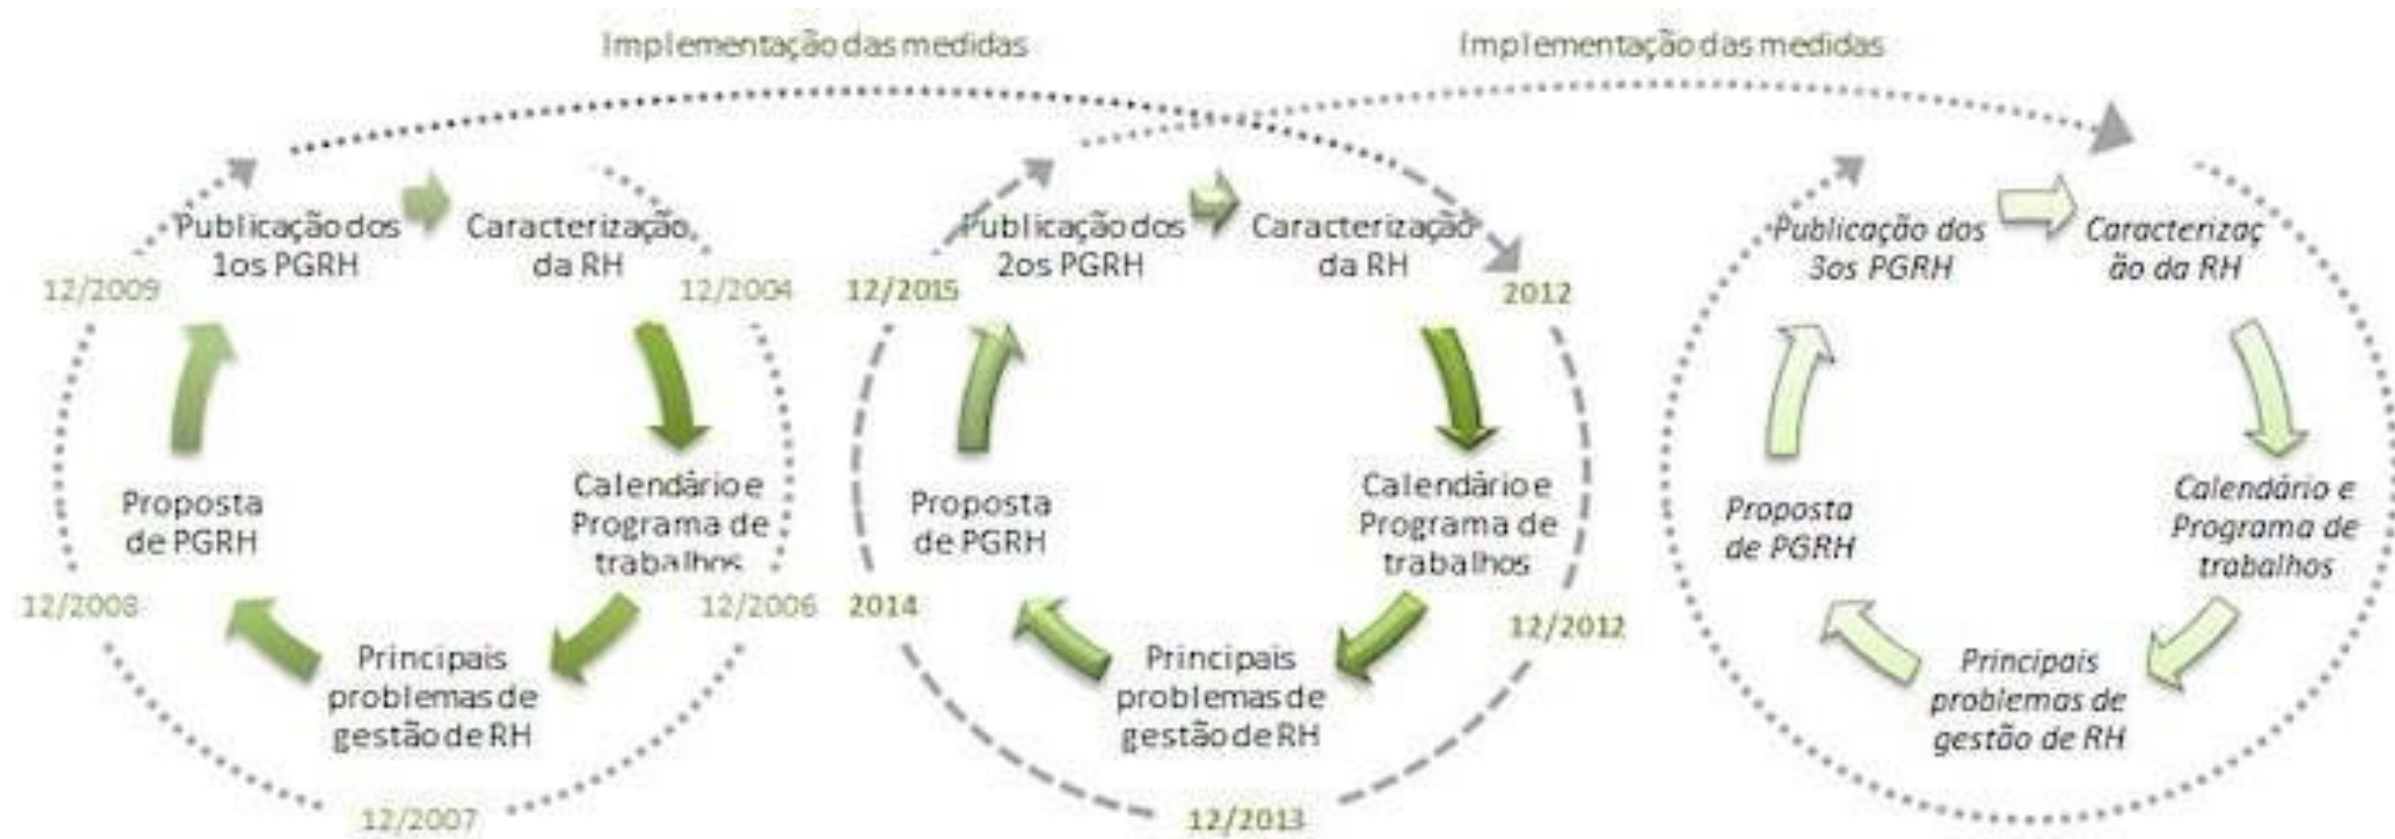 Implementação das medidas
Implementação das medidas
Publicação dos
1os PGRH
Caracterização
da RH
12/2009
12/2004
Proposta
de PGRH
Calendário e
Programa de
trabalhos
12/2008
12/2006
Principais
problemas de
gestão de RH
12/2007
Publicação dos
2os PGRH
Caracterização
da RH
12/2015
2012
Proposta
de PGRH
Calendário e
Programa de
trabalhos
2014
12/2012
Principais
problemas de
gestão de RH
12/2013
Publicação dos
3os PGRH
Caracterizaç
ão da RH
Proposta
de PGRH
Calendário e
Programa de
trabalhos
Principais
problemas de
gestão de RH